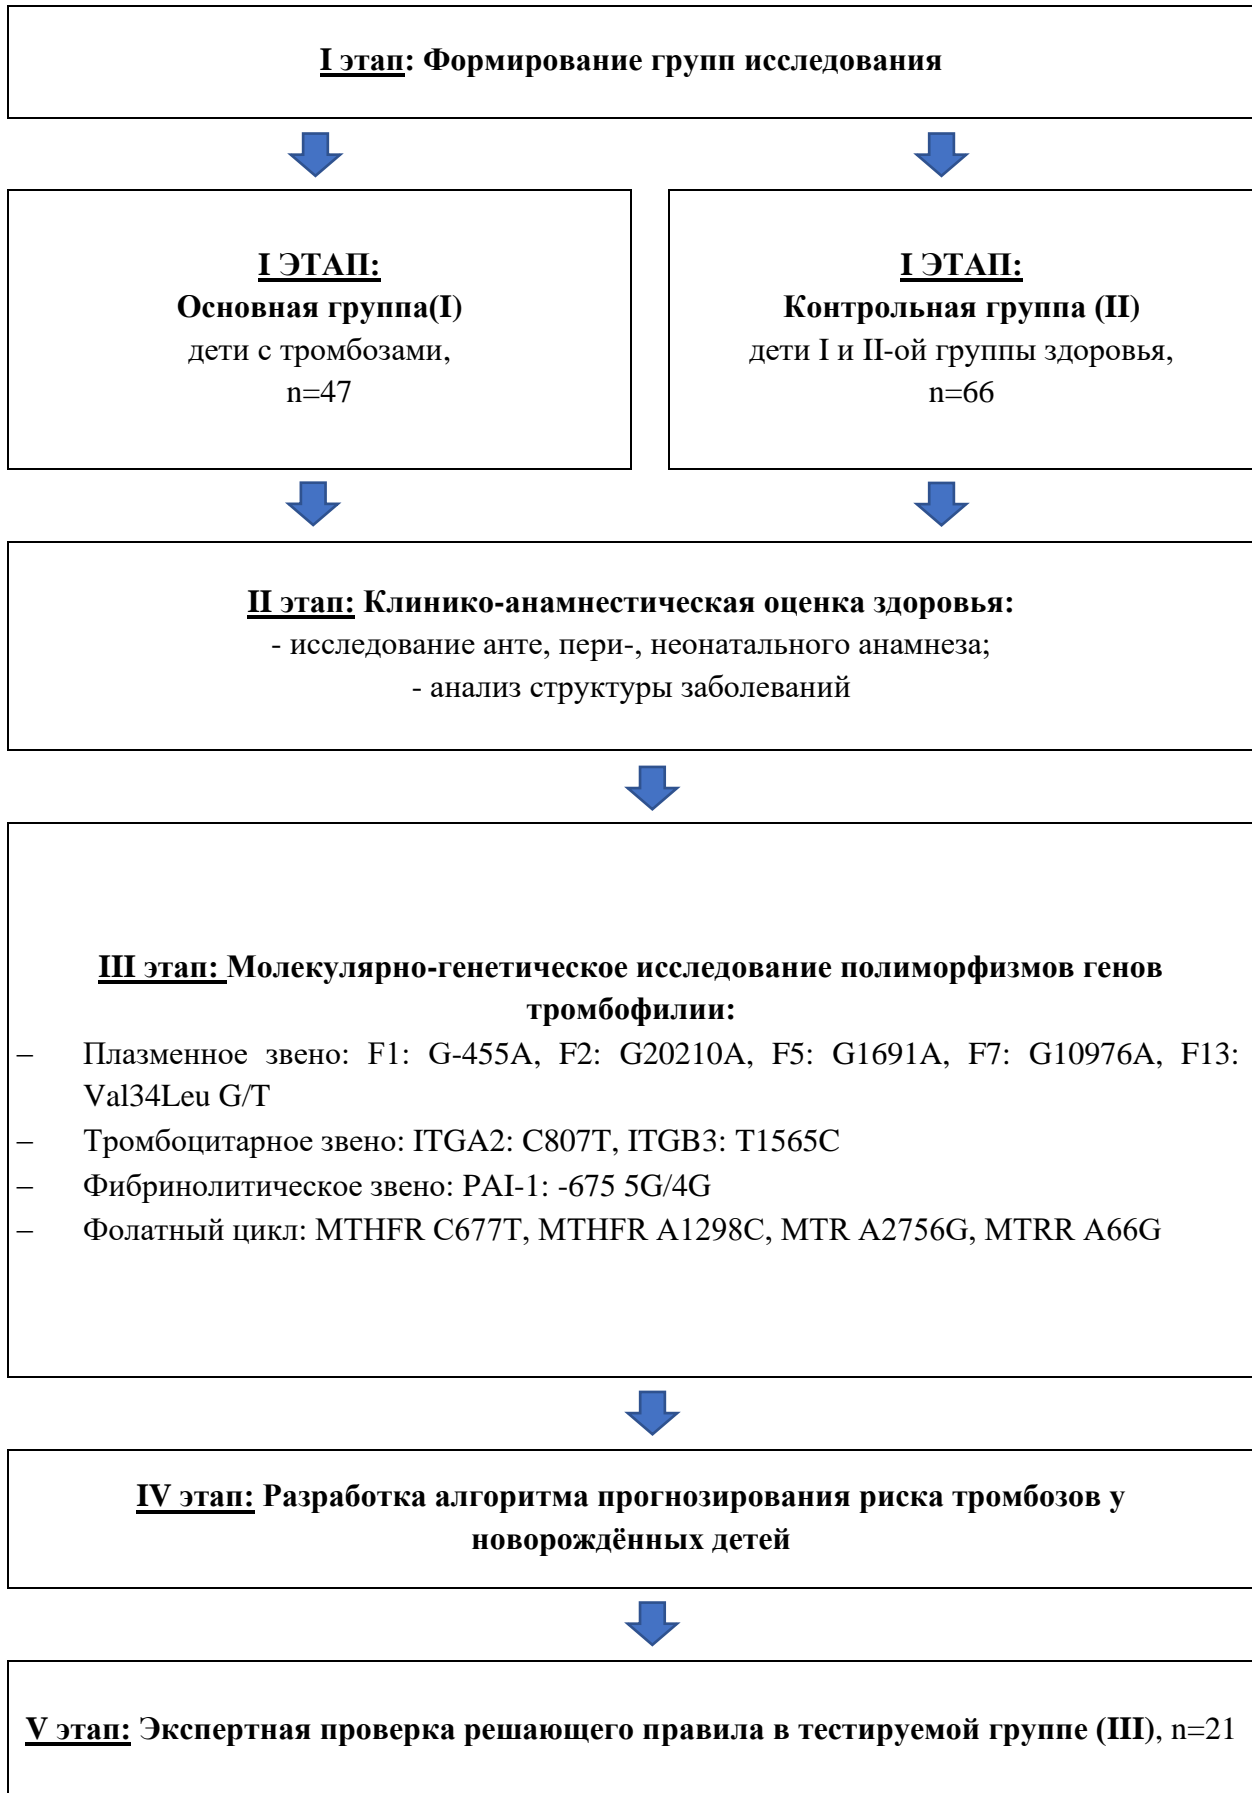 I этап: Формирование групп исследования
I ЭТАП:
Основная группа(I)
дети с тромбозами,
n=47
I ЭТАП:
Контрольная группа (II)
дети I и II-ой группы здоровья,
n=66
II этап: Клинико-анамнестическая оценка здоровья:
- исследование анте, пери-, неонатального анамнеза;
- анализ структуры заболеваний
III этап: Молекулярно-генетическое исследование полиморфизмов генов
тромбофилии:
– Плазменное звено: F1: G-455A, F2: G20210A, F5: G1691A, F7: G10976A, F13:
Val34Leu G/T
– Тромбоцитарное звено: ITGA2: C807T, ITGB3: T1565C
– Фибринолитическое звено: PAI-1: -675 5G/4G
– Фолатный цикл: MTHFR C677T, MTHFR A1298C, MTR A2756G, MTRR A66G
IV этап: Разработка алгоритма прогнозирования риска тромбозов у
новорождённых детей
V этап: Экспертная проверка решающего правила в тестируемой группе (III), n=21